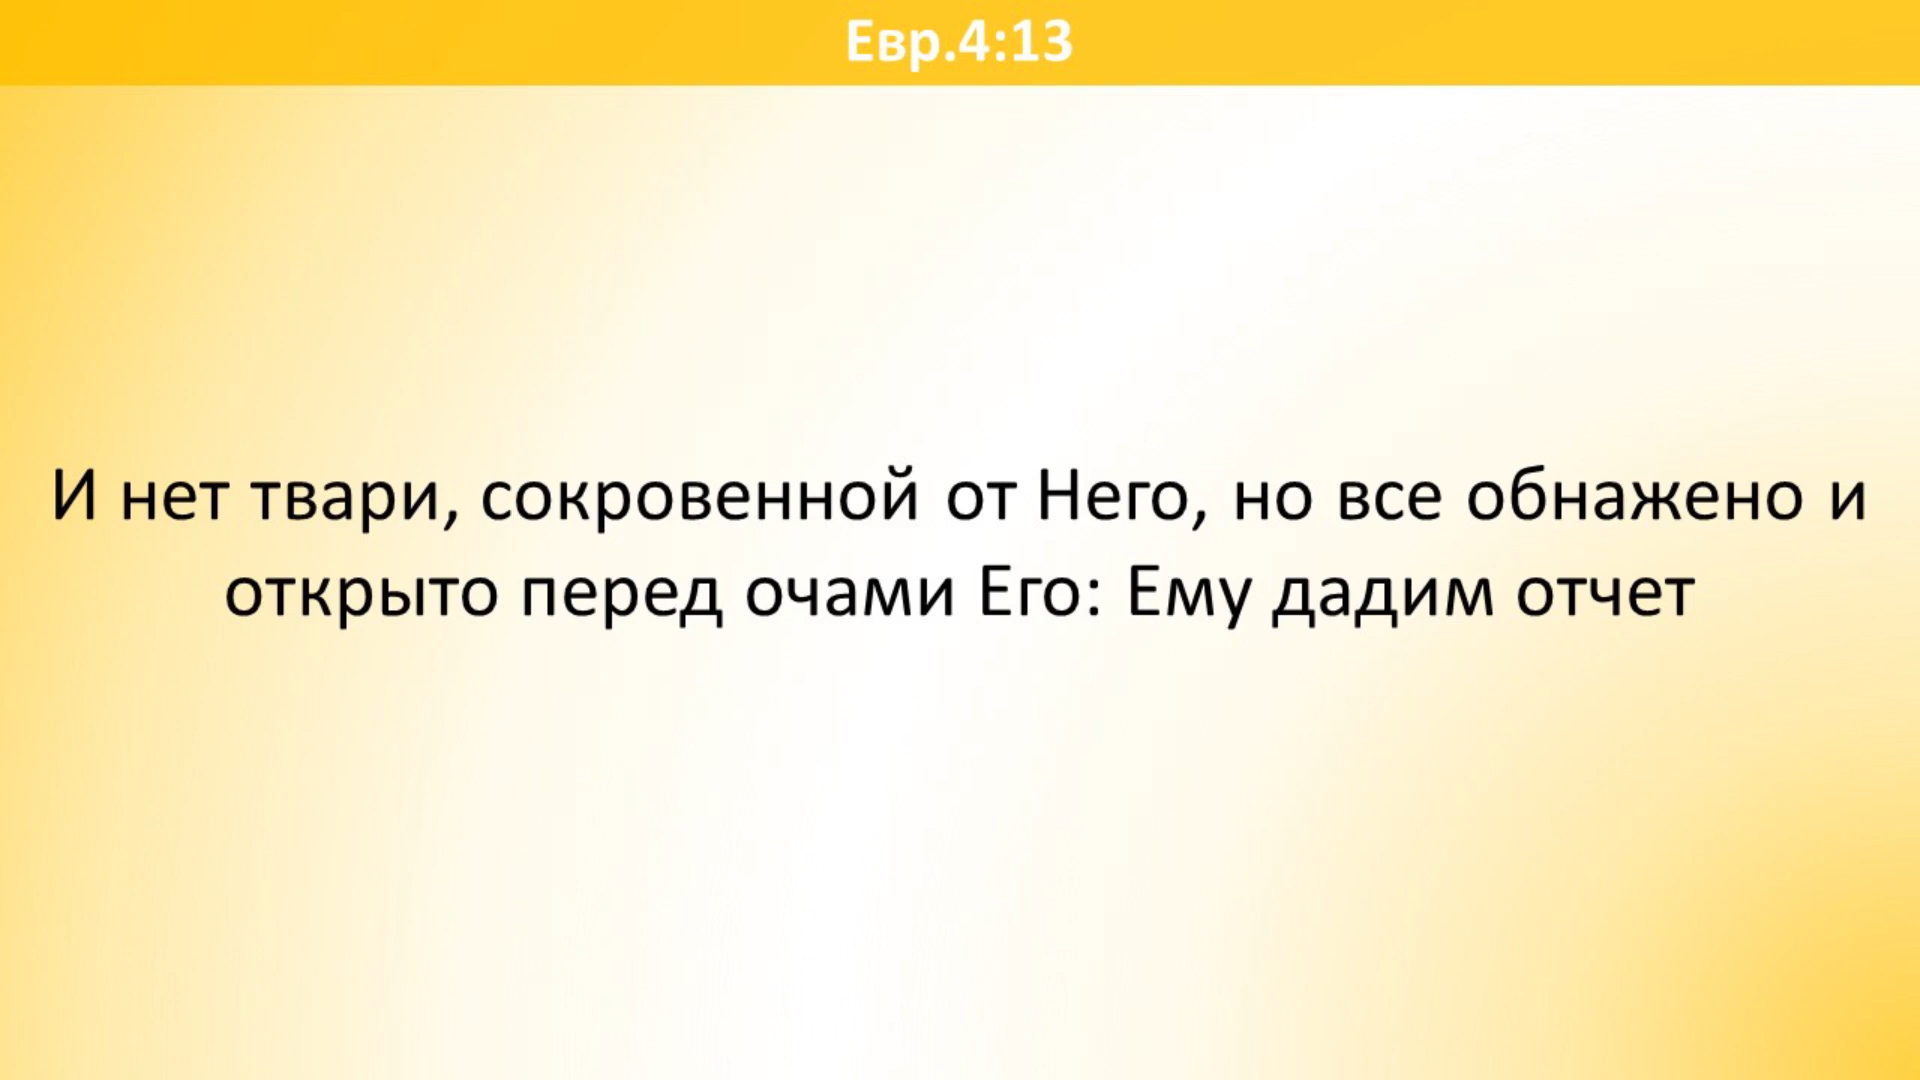 Евр.4:13
И нет твари, сокровенной от Него, но все обнажено и
открыто перед очами Его: Ему дадим отчет